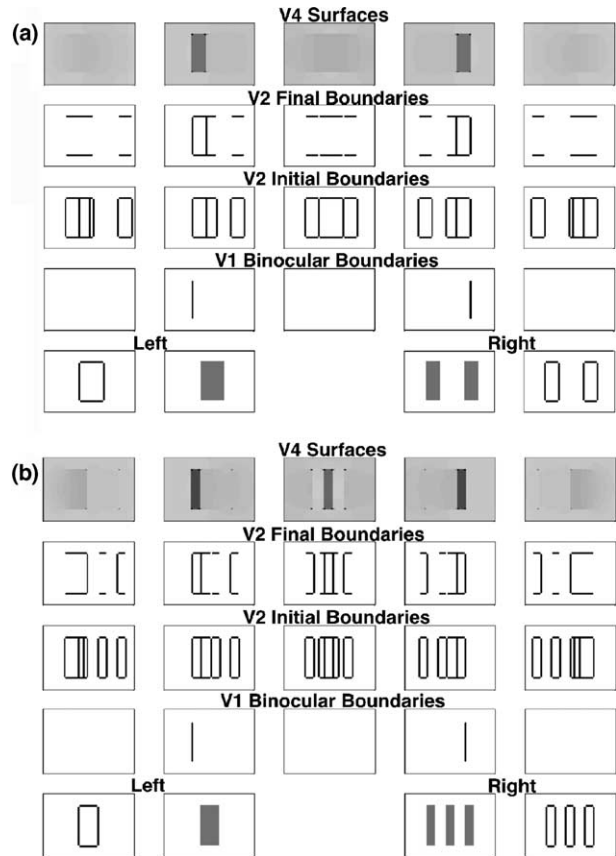 (a)
V4 Surfaces
V2 Final Boundaries
V2 Initial Boundaries
V1 Binocular Boundaries
Left Right
(b)
V4 Surfaces
V2 Final Boundaries
V2 Initial Boundaries
V1 Binocular Boundaries
Left Right